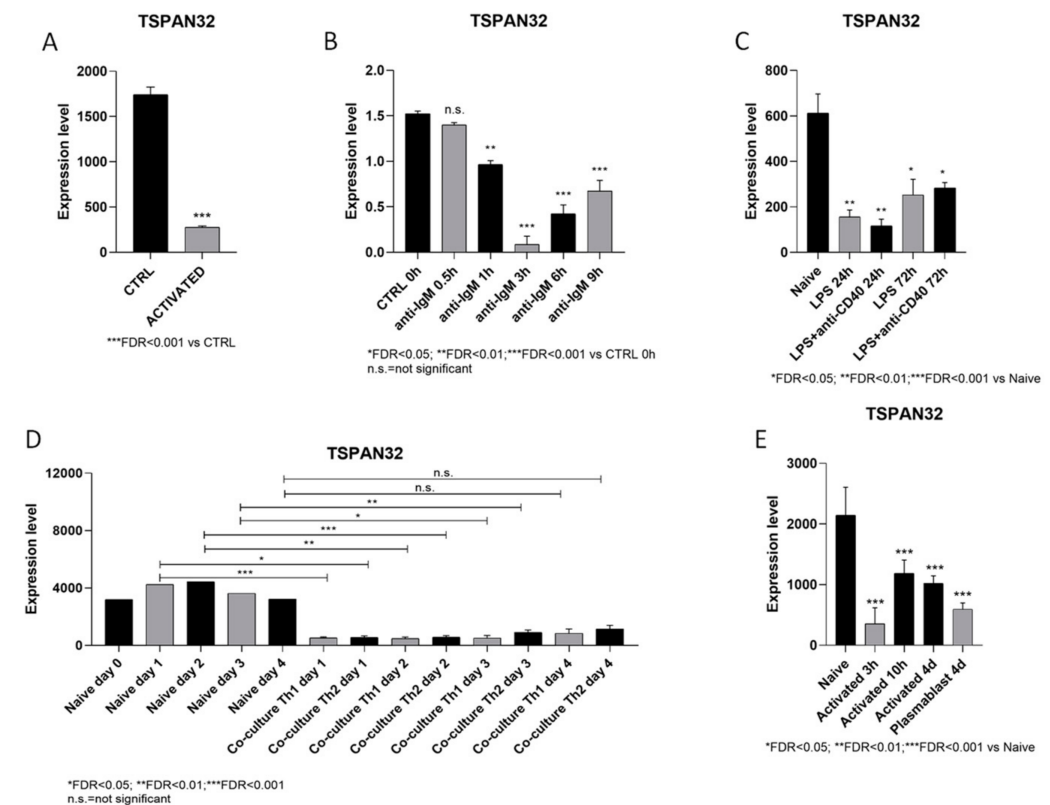 A
TSPAN32
Expression level
2000
1500
1000
500
0
***
CTRL
ACTIVATED
***FDR<0.001 vs CTRL
B
TSPAN32
Expression level
2.0
1.5
1.0
0.5
0.0
n.s.
**
***
***
***
CTRL 0h
anti-IgM 0.5h
anti-IgM 1h
anti-IgM 3h
anti-IgM 6h
anti-IgM 9h
*FDR<0.05; **FDR<0.01;***FDR<0.001 vs CTRL 0h
n.s.=not significant
C
TSPAN32
Expression level
800
600
400
200
0
**
**
*
*
Naive
LPS 24h
LPS+anti-CD40 24h
LPS 72h
LPS+anti-CD40 72h
*FDR<0.05; **FDR<0.01;***FDR<0.001 vs Naive
D
TSPAN32
Expression level
12000
8000
4000
0
n.s.
n.s.
**
*
***
**
*
***
Naive day 0
Naive day 1
Naive day 2
Naive day 3
Naive day 4
Co-culture Th1 day 1
Co-culture Th2 day 1
Co-culture Th1 day 2
Co-culture Th2 day 2
Co-culture Th1 day 3
Co-culture Th2 day 3
Co-culture Th1 day 4
Co-culture Th2 day 4
*FDR<0.05; **FDR<0.01;***FDR<0.001
n.s.=not significant
E
TSPAN32
Expression level
3000
2000
1000
0
***
***
***
***
Naive
Activated 3h
Activated 10h
Activated 4d
Plasmablast 4d
*FDR<0.05; **FDR<0.01;***FDR<0.001 vs Naive